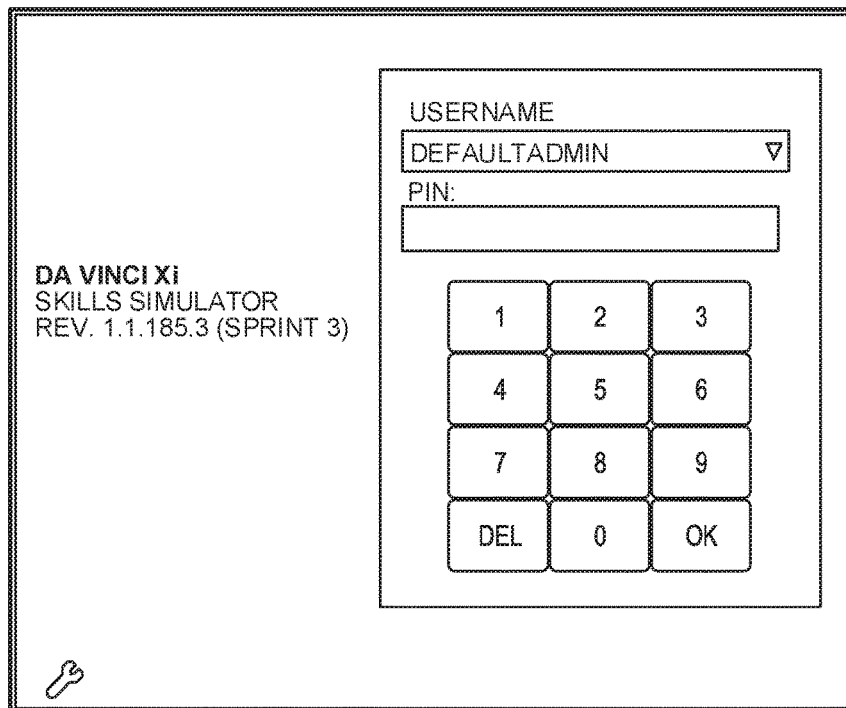 DA VINCI Xi
SKILLS SIMULATOR
REV. 1.1.185.3 (SPRINT 3)
USERNAME
DEFAULTADMIN
PIN:
1 2 3
4 5 6
7 8 9
DEL 0 OK